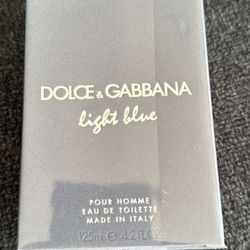 DOLCE & GABBANA
light blue
POUR HOMME
EAU DE TOILETTE
MADE IN ITALY
125ml e 4.2 fl.oz